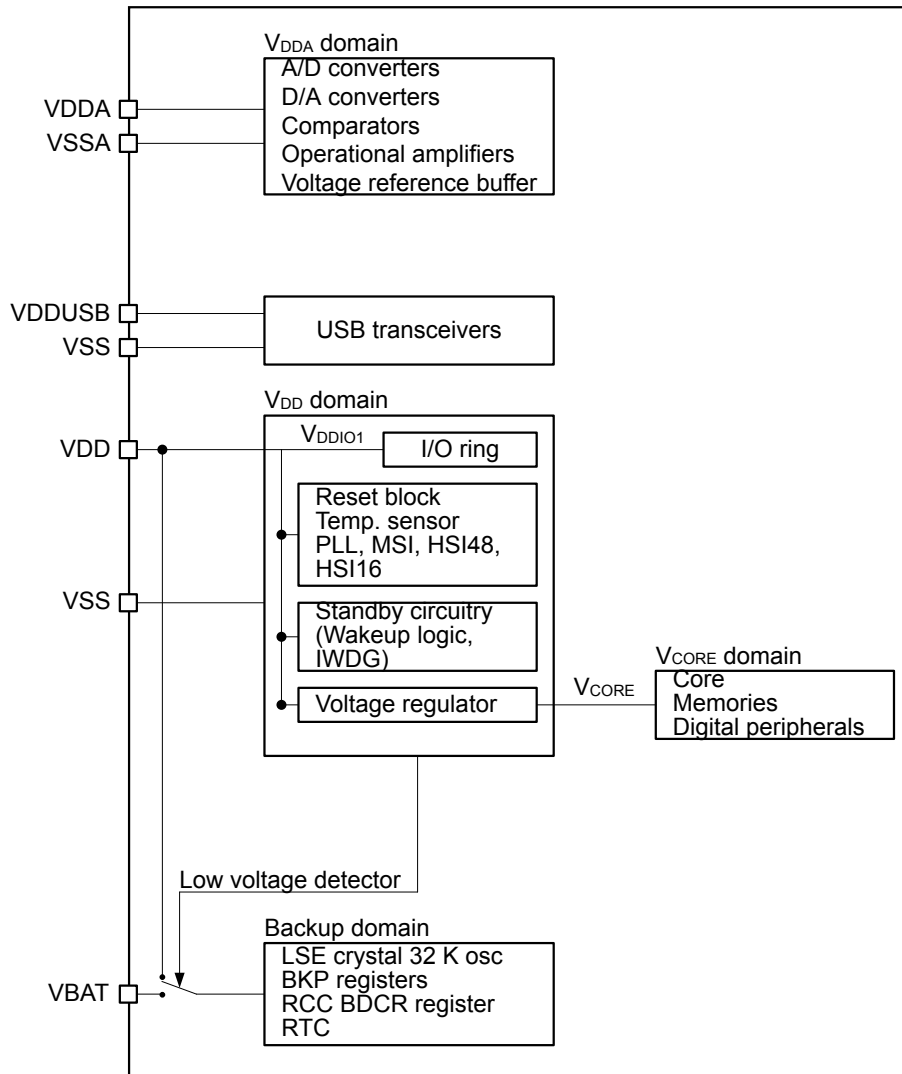 VDDA domain
A/D converters
D/A converters
Comparators
Operational amplifiers
Voltage reference buffer
VDDA
VSSA
VDDUSB
VSS
USB transceivers
VDD domain
VDD
VDDIO1
I/O ring
Reset block
Temp. sensor
PLL, MSI, HSI48,
HSI16
VSS
Standby circuitry
(Wakeup logic,
IWDG)
Voltage regulator
VCORE
VCORE domain
Core
Memories
Digital peripherals
Low voltage detector
Backup domain
LSE crystal 32 K osc
BKP registers
RCC BDCR register
RTC
VBAT